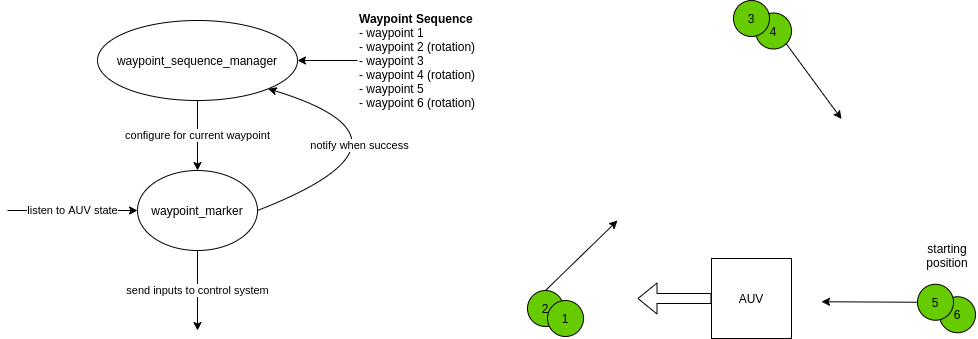 Waypoint Sequence
- waypoint 1
- waypoint 2 (rotation)
- waypoint 3
- waypoint 4 (rotation)
- waypoint 5
- waypoint 6 (rotation)
waypoint_sequence_manager
configure for current waypoint
notify when success
listen to AUV state
waypoint_marker
send inputs to control system
3
4
2
1
AUV
starting
position
5
6